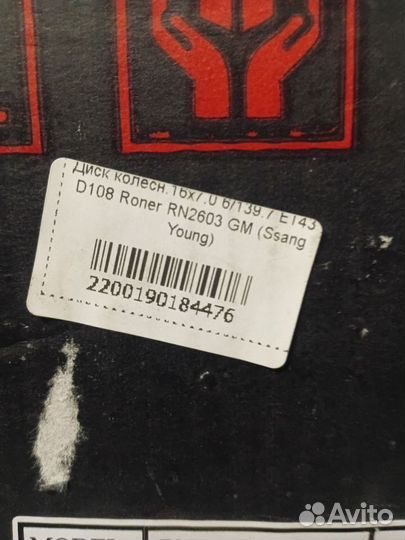 Диск колесн.16x7.0 6/139.7 ET43
D108 Roner RN2603 GM (Ssang
Young)
2200190184476
Avito